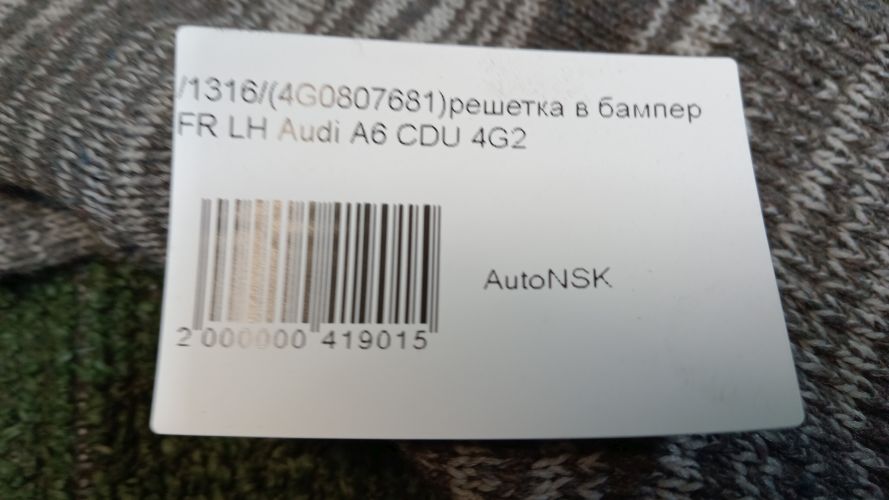 /1316/(4G0807681)решетка в бампер
FR LH Audi A6 CDU 4G2
AutoNSK
2 000000 419015